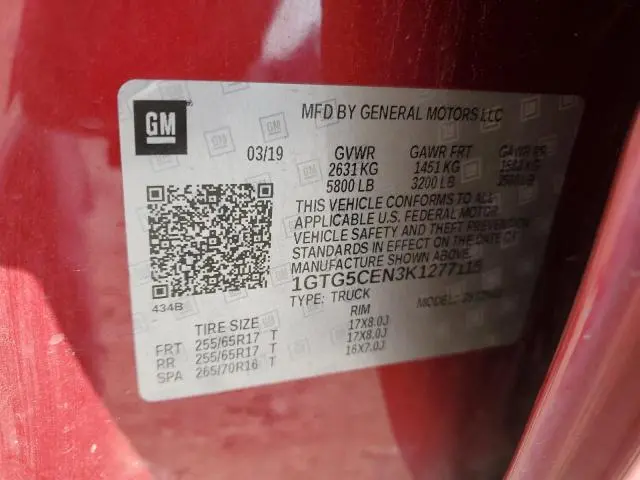 GM
MFD BY GENERAL MOTORS LLC
03/19 GVWR GAWR FRT GAWR RR
2631 KG 1451 KG
5800 LB 3200 LB
THIS VEHICLE CONFORMS TO ALL
APPLICABLE U.S. FEDERAL MOTOR
VEHICLE SAFETY AND THEFT PREVENTION
STANDARDS IN EFFECT ON THE DATE OF
MANUFACTURE SHOWN ABOVE.
1GTG5CEN3K1277115
TYPE: TRUCK MODEL:
434B
TIRE SIZE RIM
FRT 255/65R17 T 17X8.0J
RR 255/65R17 T 17X8.0J
SPA 265/70R16 T 16X7.0J